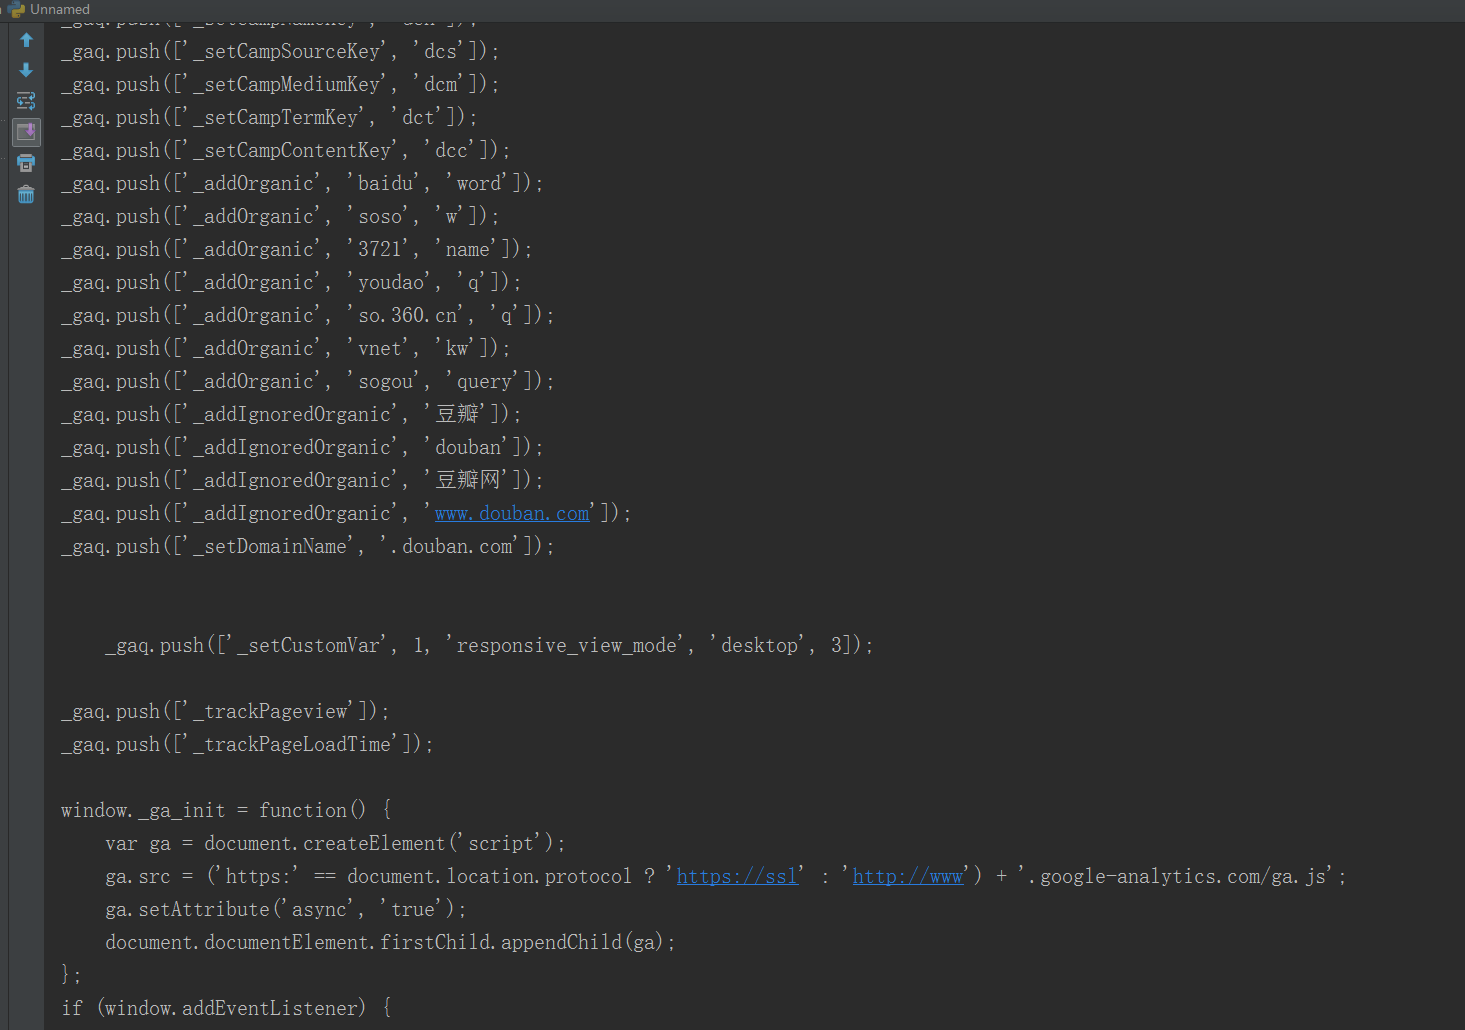 Unnamed
_gaq.push(['_setCampNameKey', 'dcn']);
_gaq.push(['_setCampSourceKey', 'dcs']);
_gaq.push(['_setCampMediumKey', 'dcm']);
_gaq.push(['_setCampTermKey', 'dct']);
_gaq.push(['_setCampContentKey', 'dcc']);
_gaq.push(['_addOrganic', 'baidu', 'word']);
_gaq.push(['_addOrganic', 'soso', 'w']);
_gaq.push(['_addOrganic', '3721', 'name']);
_gaq.push(['_addOrganic', 'youdao', 'q']);
_gaq.push(['_addOrganic', 'so.360.cn', 'q']);
_gaq.push(['_addOrganic', 'vnet', 'kw']);
_gaq.push(['_addOrganic', 'sogou', 'query']);
_gaq.push(['_addIgnoredOrganic', '豆瓣']);
_gaq.push(['_addIgnoredOrganic', 'douban']);
_gaq.push(['_addIgnoredOrganic', '豆瓣网']);
_gaq.push(['_addIgnoredOrganic', 'www.douban.com']);
_gaq.push(['_setDomainName', '.douban.com']);
_gaq.push(['_setCustomVar', 1, 'responsive_view_mode', 'desktop', 3]);
_gaq.push(['_trackPageview']);
_gaq.push(['_trackPageLoadTime']);
window._ga_init = function() {
var ga = document.createElement('script');
ga.src = ('https:' == document.location.protocol ? 'https://ssl' : 'http://www') + '.google-analytics.com/ga.js';
ga.setAttribute('async', 'true');
document.documentElement.firstChild.appendChild(ga);
};
if (window.addEventListener) {